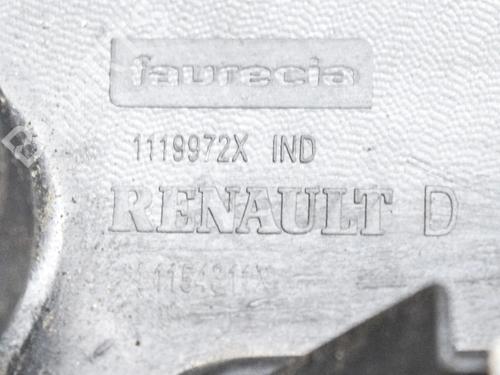 faurecia
1119972X IND
RENAULT D